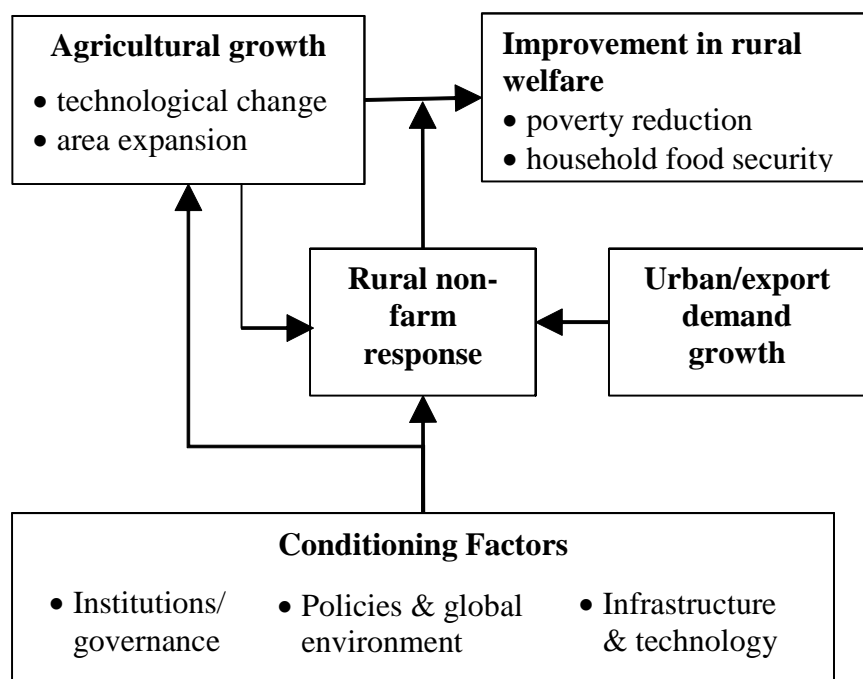 Agricultural growth
• technological change
• area expansion
Improvement in rural
welfare
• poverty reduction
• household food security
Rural non-
farm
response
Urban/export
demand
growth
Conditioning Factors
• Institutions/
governance
• Policies & global
environment
• Infrastructure
& technology